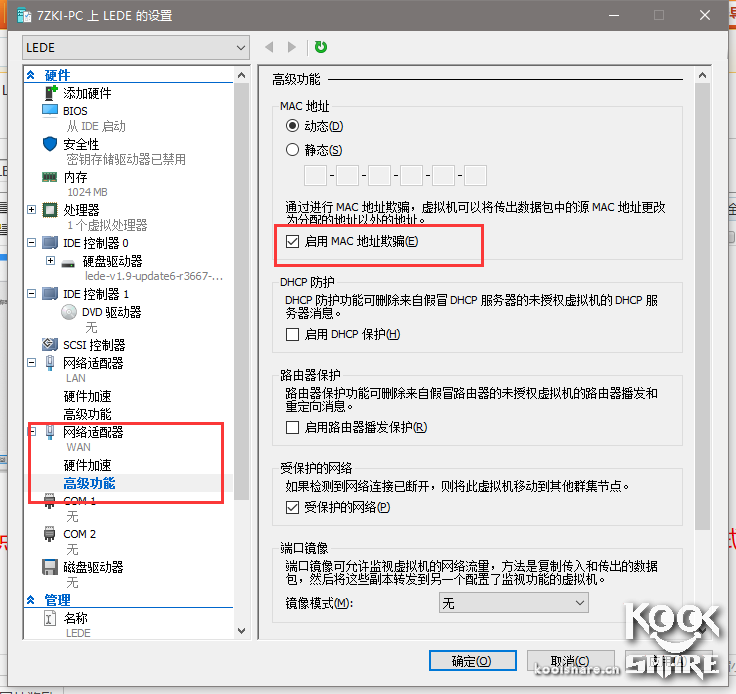 7ZKI-PC 上 LEDE 的设置
LEDE
硬件
添加硬件
BIOS
从 IDE 启动
安全性
密钥存储驱动器已禁用
内存
1024 MB
处理器
1 个虚拟处理器
IDE 控制器 0
硬盘驱动器
lede-v1.9-update6-r3667-...
IDE 控制器 1
DVD 驱动器
无
SCSI 控制器
网络适配器
LAN
硬件加速
高级功能
网络适配器
WAN
硬件加速
高级功能
COM 1
无
COM 2
无
磁盘驱动器
无
管理
名称
LEDE
高级功能
MAC 地址
动态(D)
静态(S)
- - - - -
通过进行 MAC 地址欺骗，虚拟机可以将传出数据包中的源 MAC 地址更改
为分配的地址以外的地址。
启用 MAC 地址欺骗(E)
DHCP 防护
DHCP 防护功能可删除来自假冒 DHCP 服务器的未授权虚拟机的 DHCP 服
务器消息。
启用 DHCP 保护(H)
路由器保护
路由器保护功能可删除来自假冒路由器的未授权虚拟机的路由器播发和
重定向消息。
启用路由器播发保护(R)
受保护的网络
如果检测到网络连接已断开，则将此虚拟机移动到其他群集节点。
受保护的网络(P)
端口镜像
端口镜像可允许监视虚拟机的网络流量，方法是复制传入和传出的数据
包，然后将这些副本转发到另一个配置了监视功能的虚拟机。
镜像模式(M):
无
确定(O)
取消(C)
koolshare.cn
KOOL
SHARE